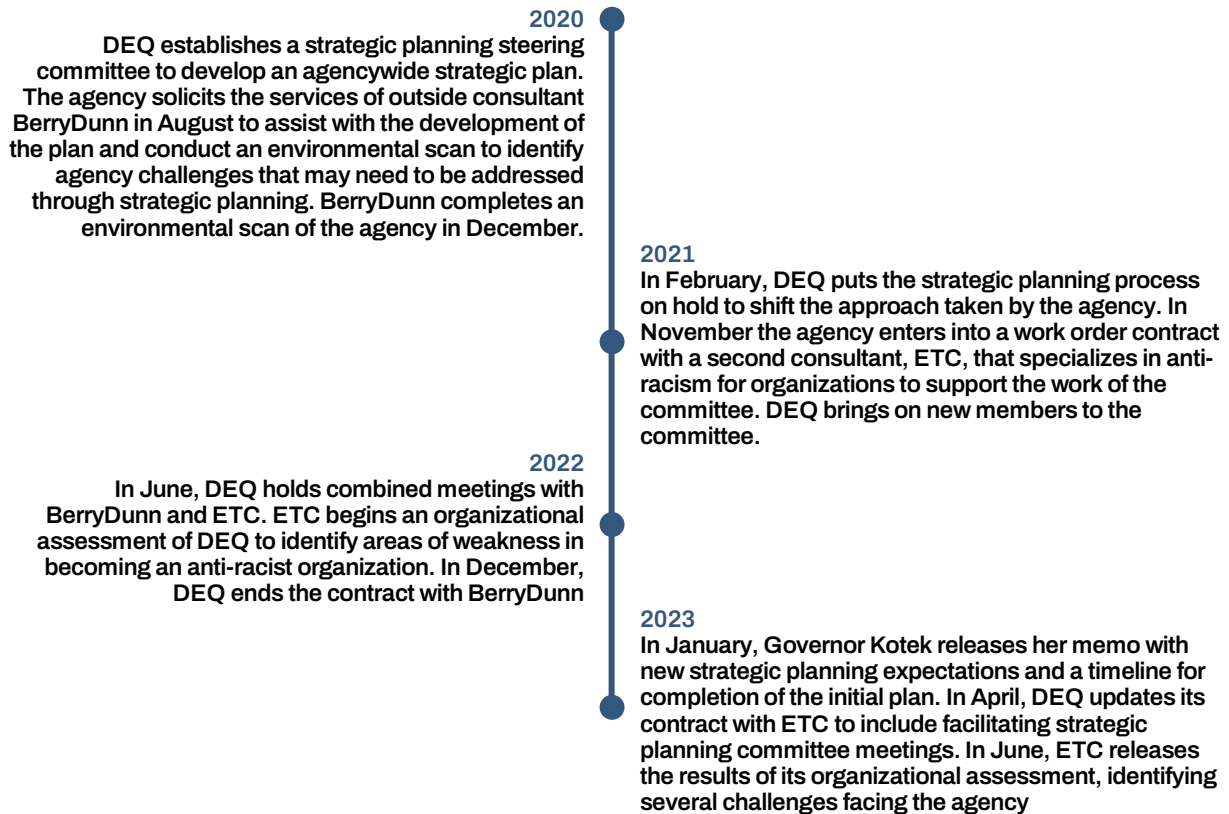 2020
DEQ establishes a strategic planning steering
committee to develop an agencywide strategic plan.
The agency solicits the services of outside consultant
BerryDunn in August to assist with the development of
the plan and conduct an environmental scan to identify
agency challenges that may need to be addressed
through strategic planning. BerryDunn completes an
environmental scan of the agency in December.
2021
In February, DEQ puts the strategic planning process
on hold to shift the approach taken by the agency. In
November the agency enters into a work order contract
with a second consultant, ETC, that specializes in anti-
racism for organizations to support the work of the
committee. DEQ brings on new members to the
committee.
2022
In June, DEQ holds combined meetings with
BerryDunn and ETC. ETC begins an organizational
assessment of DEQ to identify areas of weakness in
becoming an anti-racist organization. In December,
DEQ ends the contract with BerryDunn
2023
In January, Governor Kotek releases her memo with
new strategic planning expectations and a timeline for
completion of the initial plan. In April, DEQ updates its
contract with ETC to include facilitating strategic
planning committee meetings. In June, ETC releases
the results of its organizational assessment, identifying
several challenges facing the agency